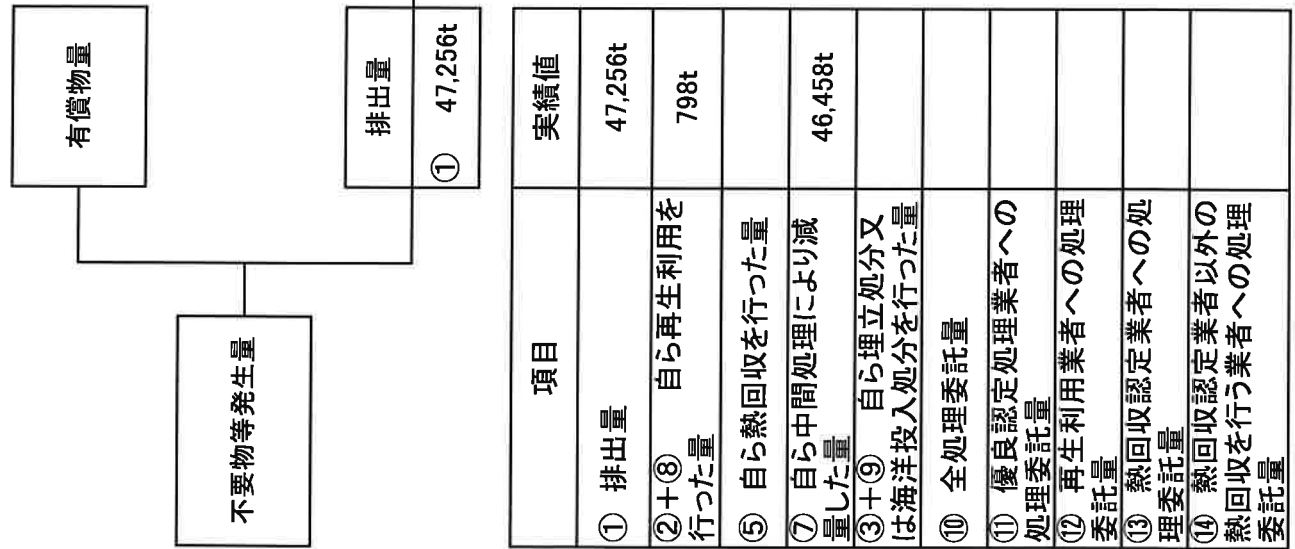 有償物量
不要物等発生量
排出量
① 47,256t
項目
実績値
① 排出量
47,256t
②+⑧ 自ら再生利用を
行った量
798t
⑤ 自ら熱回収を行った量
⑦ 自ら中間処理により減
量した量
46,458t
③+⑨ 自ら埋立処分又
は海洋投入処分を行った量
⑩ 全処理委託量
⑪ 優良認定処理業者への
処理委託量
⑫ 再生利用業者への処理
委託量
⑬ 熱回収認定業者への処
理委託量
⑭ 熱回収認定業者以外の
熱回収を行う業者への処理
委託量